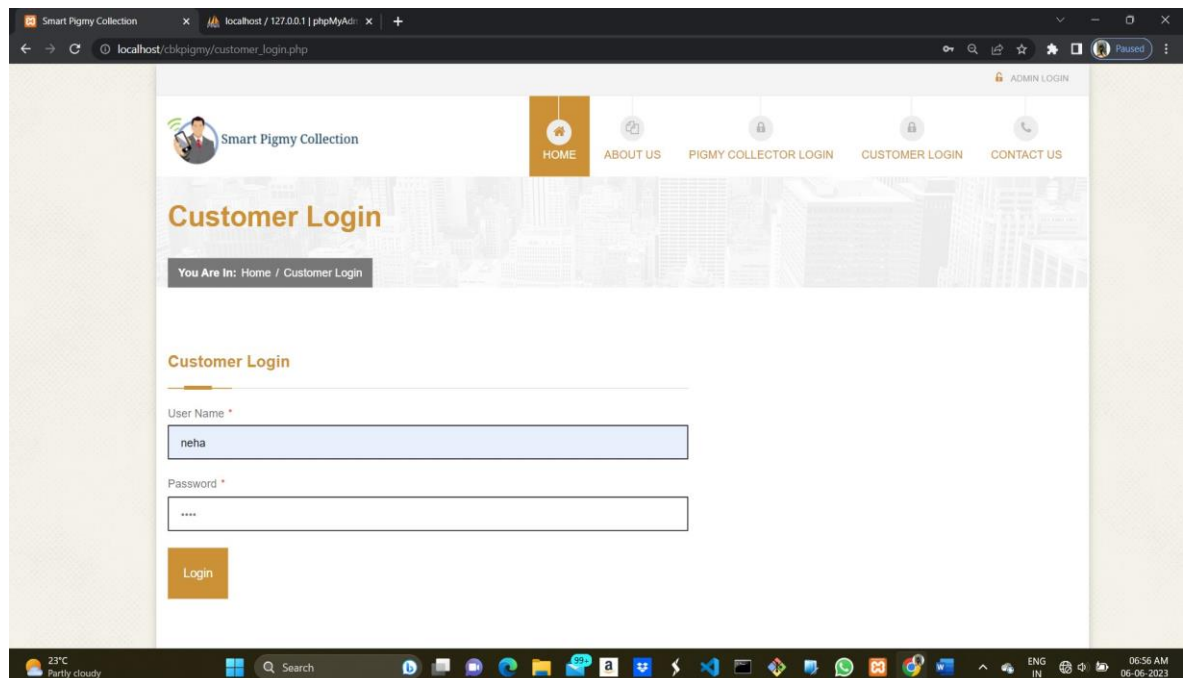 Smart Pigmy Collection
localhost / 127.0.0.1 | phpMyAdm
localhost/cbkpigmy/customer_login.php
Paused
ADMIN LOGIN
Smart Pigmy Collection
HOME
ABOUT US
PIGMY COLLECTOR LOGIN
CUSTOMER LOGIN
CONTACT US
Customer Login
You Are In: Home / Customer Login
Customer Login
User Name *
neha
Password *
....
Login
23°C
Partly cloudy
Search
99+
ENG
IN
06:56 AM
06-06-2023